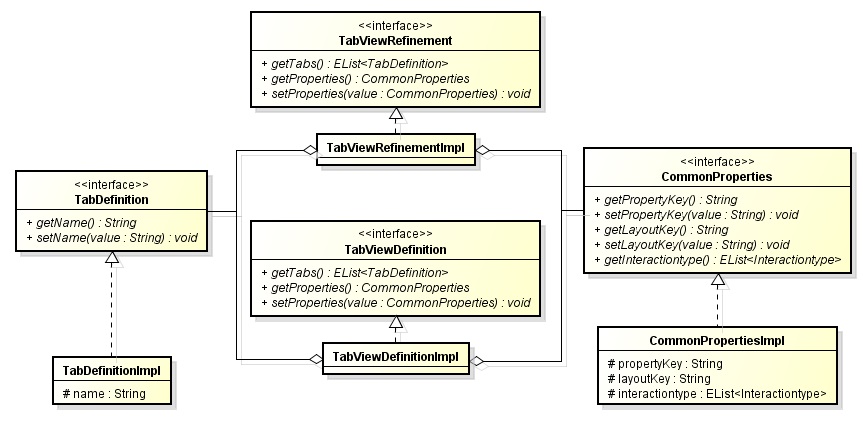 <<interface>>
TabViewRefinement
+ getTabs() : EList<TabDefinition>
+ getProperties() : CommonProperties
+ setProperties(value : CommonProperties) : void
TabViewRefinementImpl
<<interface>>
TabDefinition
+ getName() : String
+ setName(value : String) : void
<<interface>>
CommonProperties
+ getPropertyKey() : String
+ setPropertyKey(value : String) : void
+ getLayoutKey() : String
+ setLayoutKey(value : String) : void
+ getInteractiontype() : EList<Interactiontype>
<<interface>>
TabViewDefinition
+ getTabs() : EList<TabDefinition>
+ getProperties() : CommonProperties
+ setProperties(value : CommonProperties) : void
TabViewDefinitionImpl
TabDefinitionImpl
# name : String
CommonPropertiesImpl
# propertyKey : String
# layoutKey : String
# interactiontype : EList<Interactiontype>